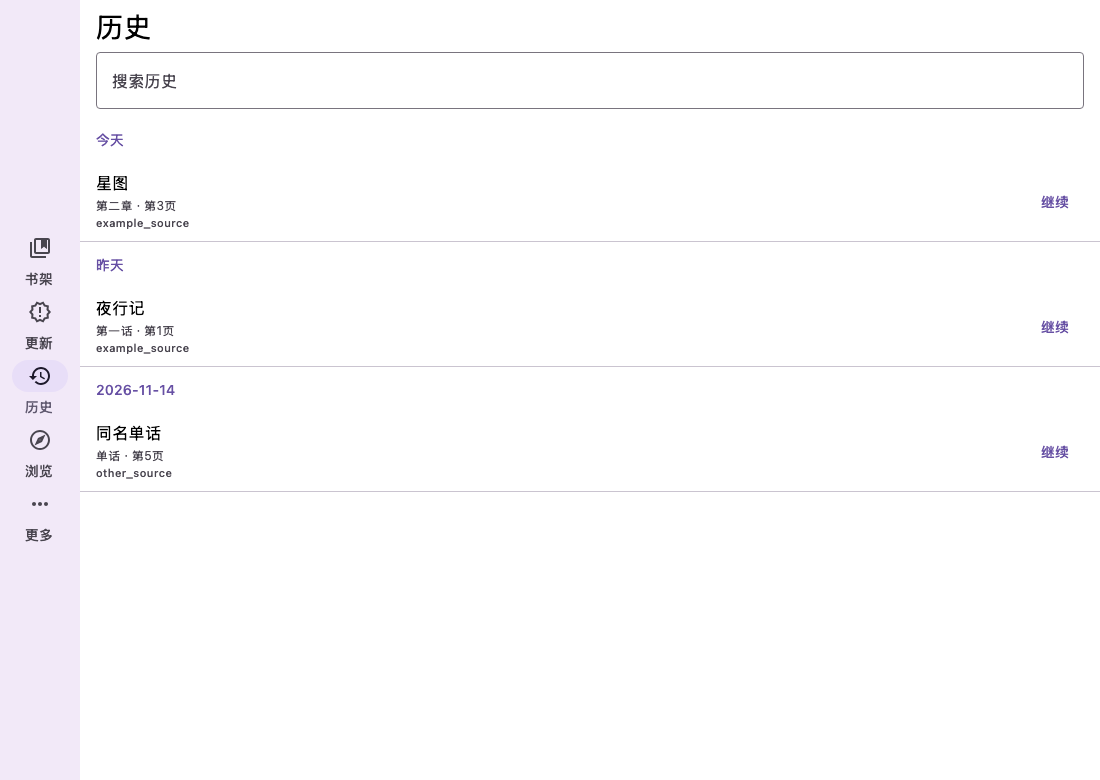 历史
搜索历史
今天
星图
第二章 · 第3页
example_source
继续
昨天
夜行记
第一话 · 第1页
example_source
继续
2026-11-14
同名单话
单话 · 第5页
other_source
继续
书架
更新
历史
浏览
更多